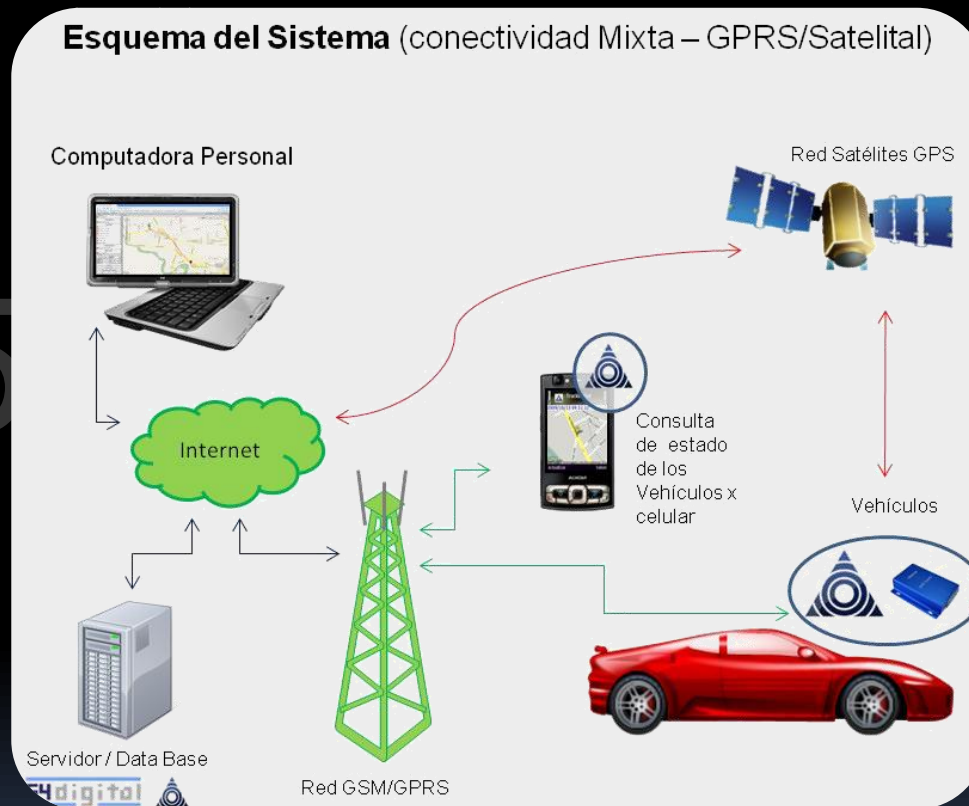 Esquema del Sistema (conectividad Mixta – GPRS/Satelital)
Computadora Personal
Red Satélites GPS
Internet
Consulta
de estado
de los
Vehículos x
celular
Vehículos
Servidor / Data Base
Red GSM/GPRS
digital